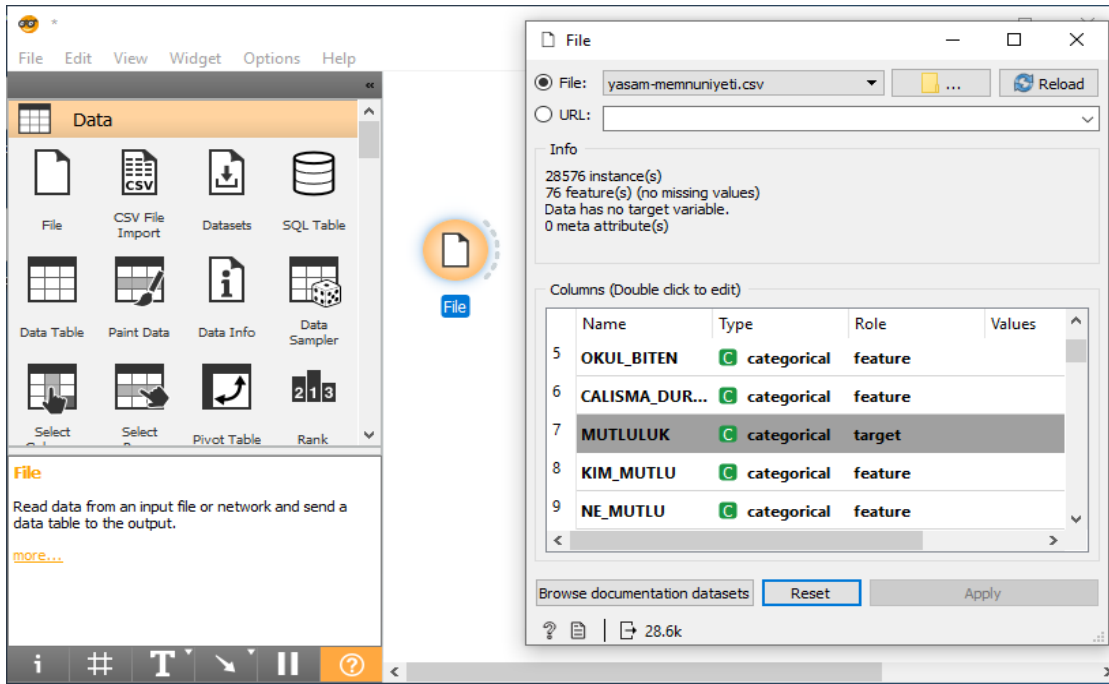 *
File Edit View Widget Options Help
«
Data
File
CSV File Import
Datasets
SQL Table
Data Table
Paint Data
Data Info
Data Sampler
Select
Select
Pivot Table
Rank
File
Read data from an input file or network and send a
data table to the output.
more...
File
File
File: yasam-memnuniyeti.csv ... Reload
URL:
Info
28576 instance(s)
76 feature(s) (no missing values)
Data has no target variable.
0 meta attribute(s)
Columns (Double click to edit)
Name Type Role Values
5 OKUL_BITEN C categorical feature
6 CALISMA_DUR... C categorical feature
7 MUTLULUK C categorical target
8 KIM_MUTLU C categorical feature
9 NE_MUTLU C categorical feature
Browse documentation datasets Reset Apply
? 28.6k